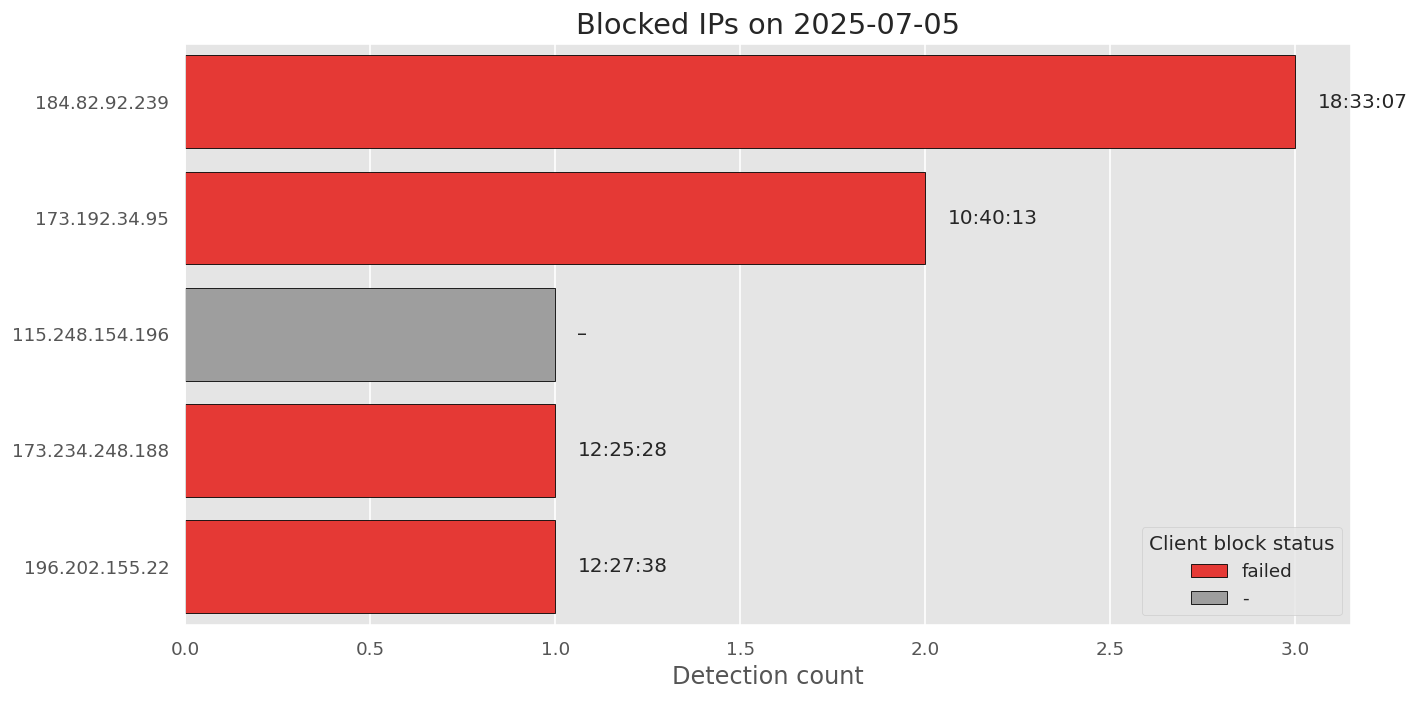 Blocked IPs on 2025-07-05
184.82.92.239
18:33:07
173.192.34.95
10:40:13
115.248.154.196
–
173.234.248.188
12:25:28
196.202.155.22
12:27:38
Client block status
failed
-
0.0 0.5 1.0 1.5 2.0 2.5 3.0
Detection count